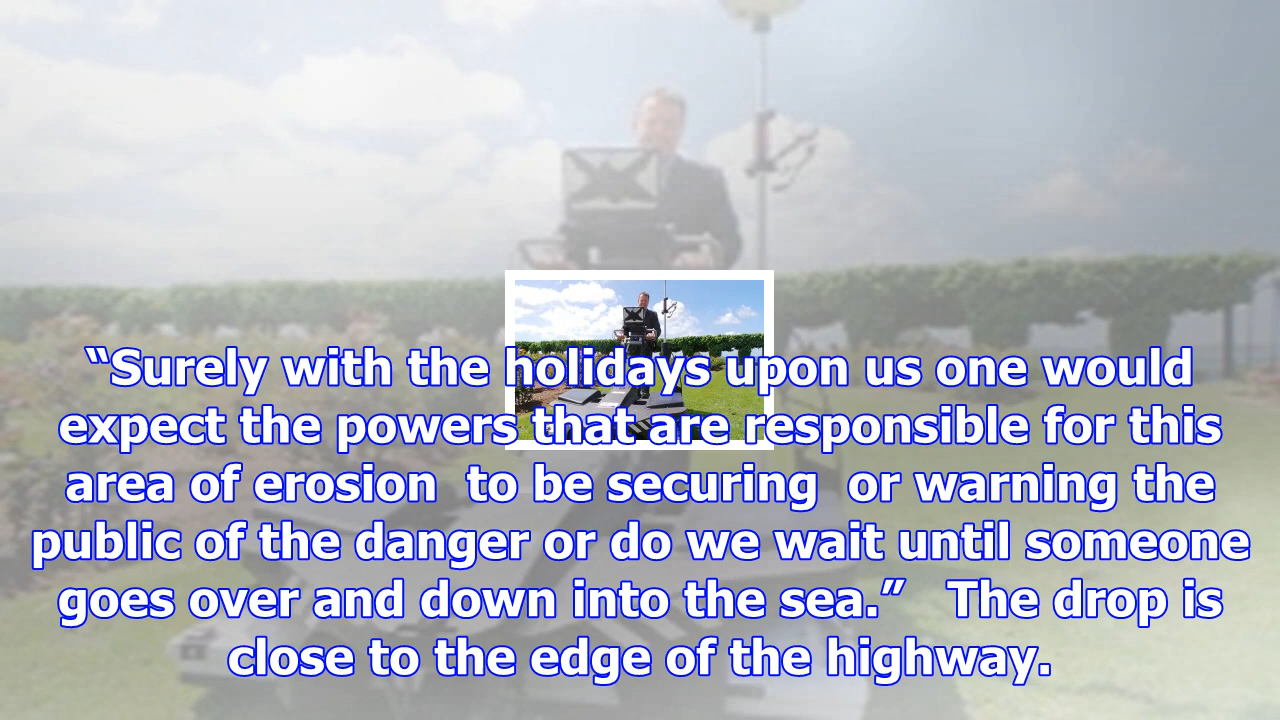 “Surely with the holidays upon us one would
expect the powers that are responsible for this
area of erosion  to be securing  or warning the
public of the danger or do we wait until someone
goes over and down into the sea.”   The drop is
close to the edge of the highway.